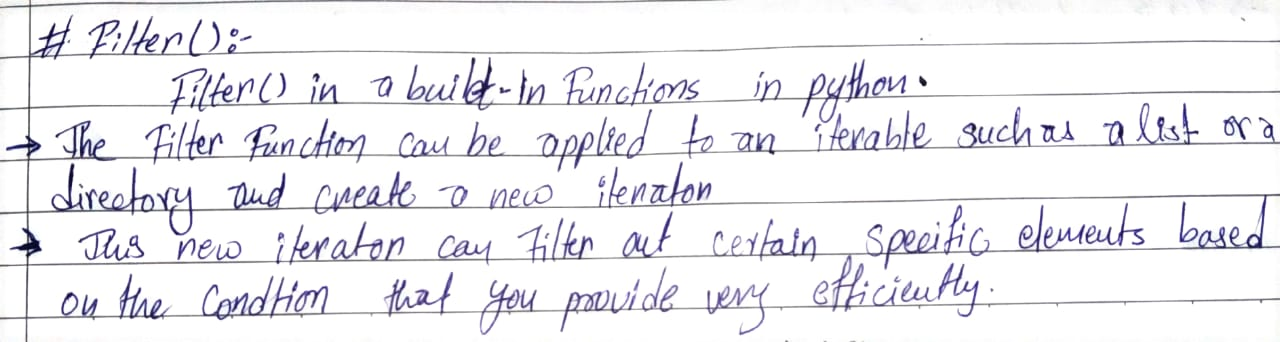 # Filter():-
Filter() in a built-In Functions in python.
→ The Filter Function can be applied to an iterable such as a list or a
directory and create a new iterator
→ This new iterator can Filter out certain specific elements based
on the Condtion that you provide very efficiently.